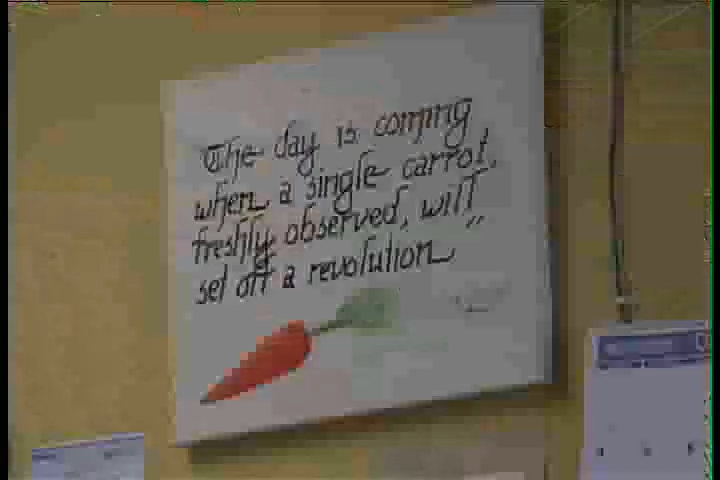 The day is coming
when a single carrot,
freshly observed, will
set off a revolution"